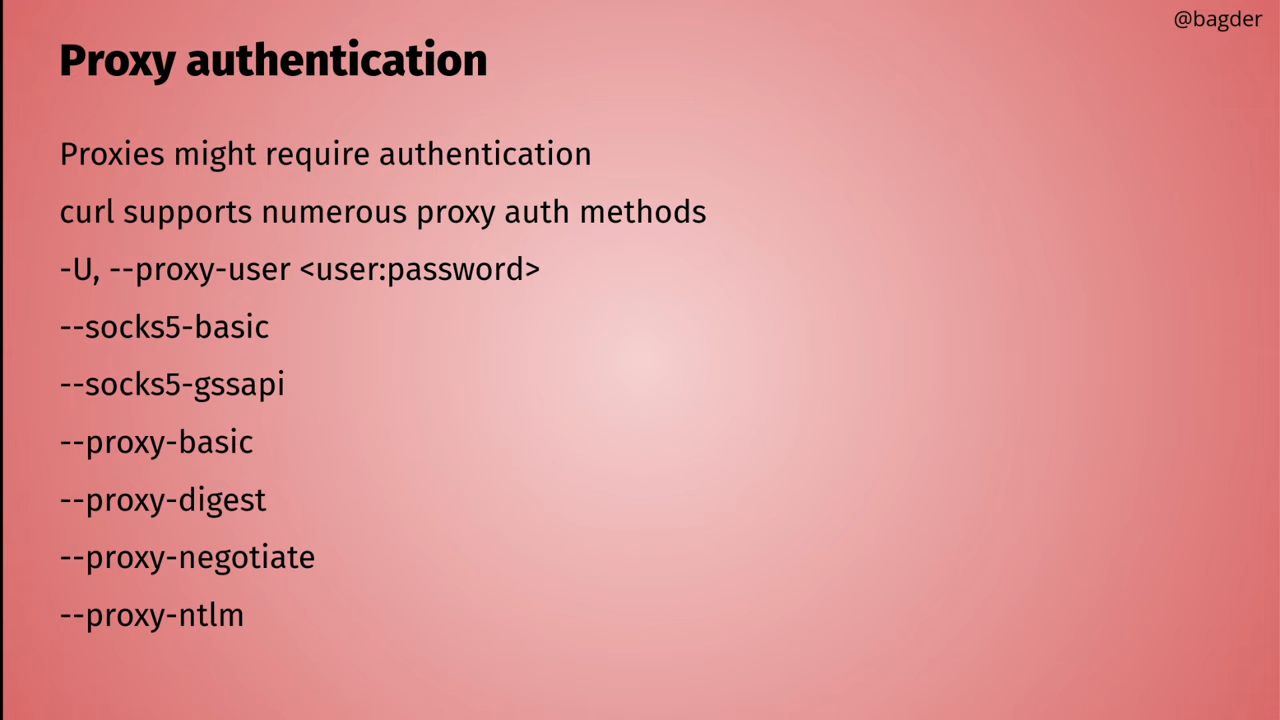 @bagder
Proxy authentication
Proxies might require authentication
curl supports numerous proxy auth methods
-U, --proxy-user <user:password>
--socks5-basic
--socks5-gssapi
--proxy-basic
--proxy-digest
--proxy-negotiate
--proxy-ntlm